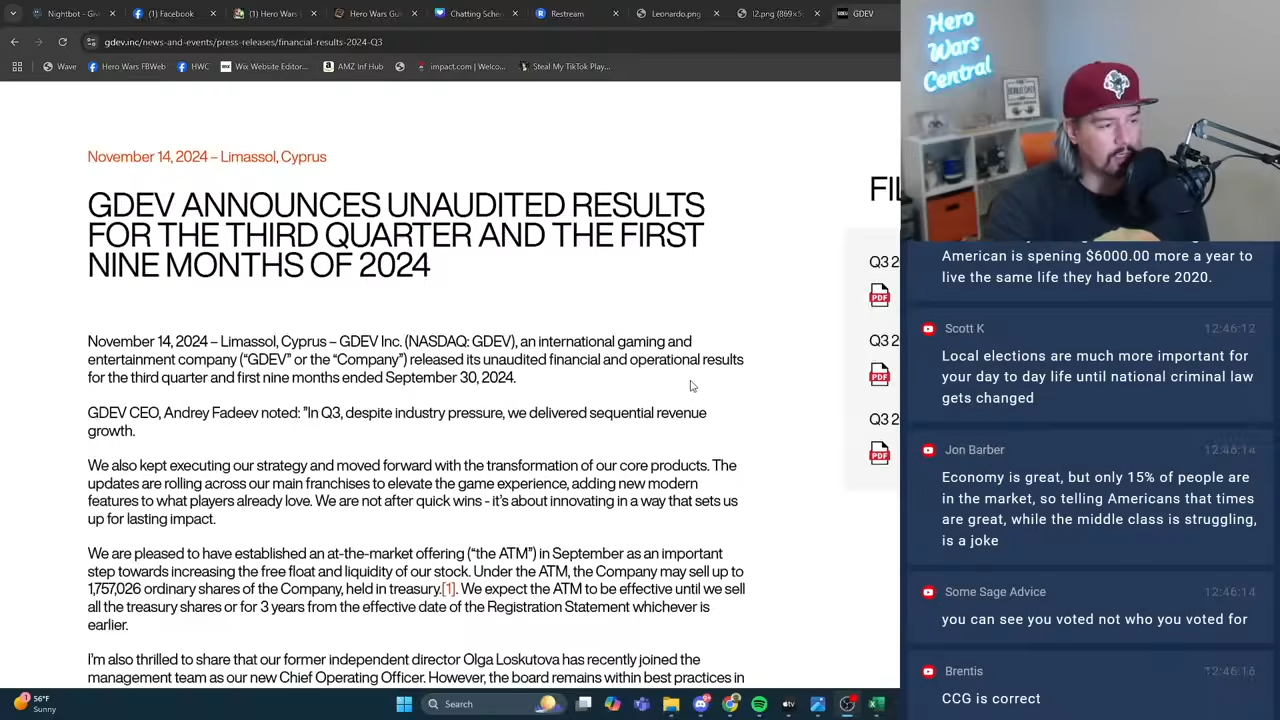 Nightbot - c
Facebook
(1) Hero Wars
Hero Wars Gu
Chatting Sche
Restream
Leonardo.png
12.png (869×5
GDEV
gdev.inc/news-and-events/press-releases/financial-results-2024-Q3
Wave
Hero Wars FBWeb
HWC
Wix Website Editor...
AMZ Inf Hub
impact.com | Welco...
Steal My TikTok Play...
November 14, 2024 – Limassol, Cyprus
GDEV ANNOUNCES UNAUDITED RESULTS
FOR THE THIRD QUARTER AND THE FIRST
NINE MONTHS OF 2024
November 14, 2024 – Limassol, Cyprus – GDEV Inc. (NASDAQ: GDEV), an international gaming and
entertainment company (“GDEV” or the “Company”) released its unaudited financial and operational results
for the third quarter and first nine months ended September 30, 2024.
GDEV CEO, Andrey Fadeev noted: ”In Q3, despite industry pressure, we delivered sequential revenue
growth.
We also kept executing our strategy and moved forward with the transformation of our core products. The
updates are rolling across our main franchises to elevate the game experience, adding new modern
features to what players already love. We are not after quick wins - it’s about innovating in a way that sets us
up for lasting impact.
We are pleased to have established an at-the-market offering (“the ATM”) in September as an important
step towards increasing the free float and liquidity of our stock. Under the ATM, the Company may sell up to
1,757,026 ordinary shares of the Company, held in treasury.[1]. We expect the ATM to be effective until we sell
all the treasury shares or for 3 years from the effective date of the Registration Statement whichever is
earlier.
I’m also thrilled to share that our former independent director Olga Loskutova has recently joined the
management team as our new Chief Operating Officer. However, the board remains within best practices in
FIL
Q3 2
PDF
Q3 2
PDF
Q3 2
PDF
Hero
Wars
Central
American is spending $6000.00 more a year to
live the same life they had before 2020.
Scott K
12:46:12
Local elections are much more important for
your day to day life until national criminal law
gets changed
Jon Barber
12:46:14
Economy is great, but only 15% of people are
in the market, so telling Americans that times
are great, while the middle class is struggling,
is a joke
Some Sage Advice
12:46:14
you can see you voted not who you voted for
Brentis
12:46:16
CCG is correct
1
56°F
Sunny
Search